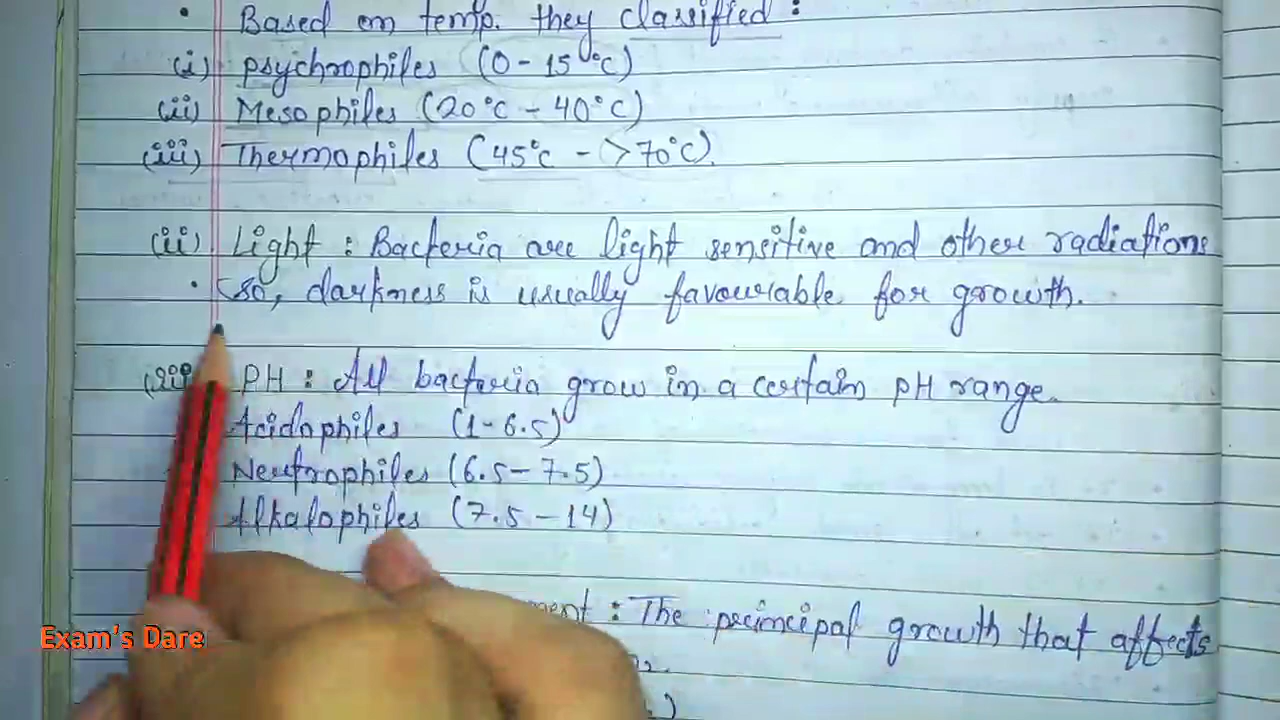 • Based on temp. they classified :
(i) psychrophiles (0 - 15°C)
(ii) Mesophiles (20°C - 40°C)
(iii) Thermophiles (45°C - >70°C).
(ii) Light : Bacteria are light sensitive and other radiations
• So, darkness is usually favourable for growth.
(iii) PH : All bacteria grow in a certain pH range.
Acidophiles (1-6.5)
Neutrophiles (6.5-7.5)
Alkalophiles (7.5-14)
: The principal growth that affects
Exam's Dare